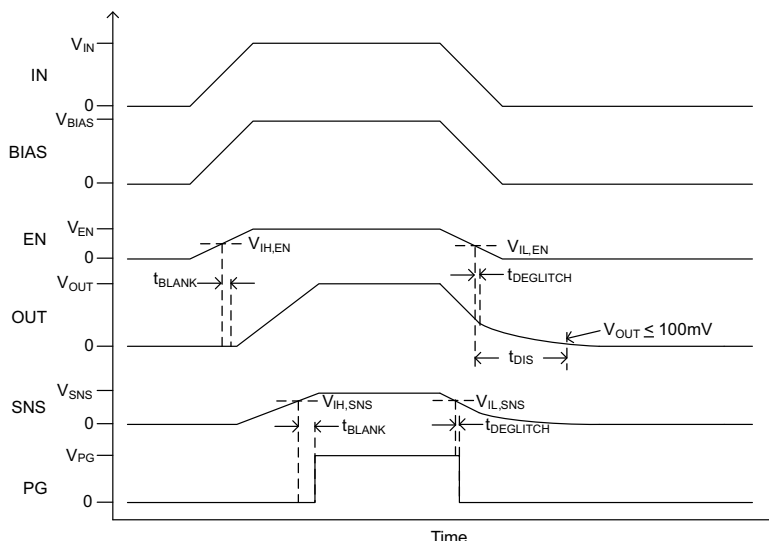 V_IN
IN
0
V_BIAS
BIAS
0
V_EN
EN
V_IH,EN
V_IL,EN
0
t_BLANK
t_DEGLITCH
V_OUT
OUT
V_OUT ≤ 100mV
0
t_DIS
V_SNS
SNS
V_IH,SNS
V_IL,SNS
0
t_BLANK
t_DEGLITCH
V_PG
PG
0
Time